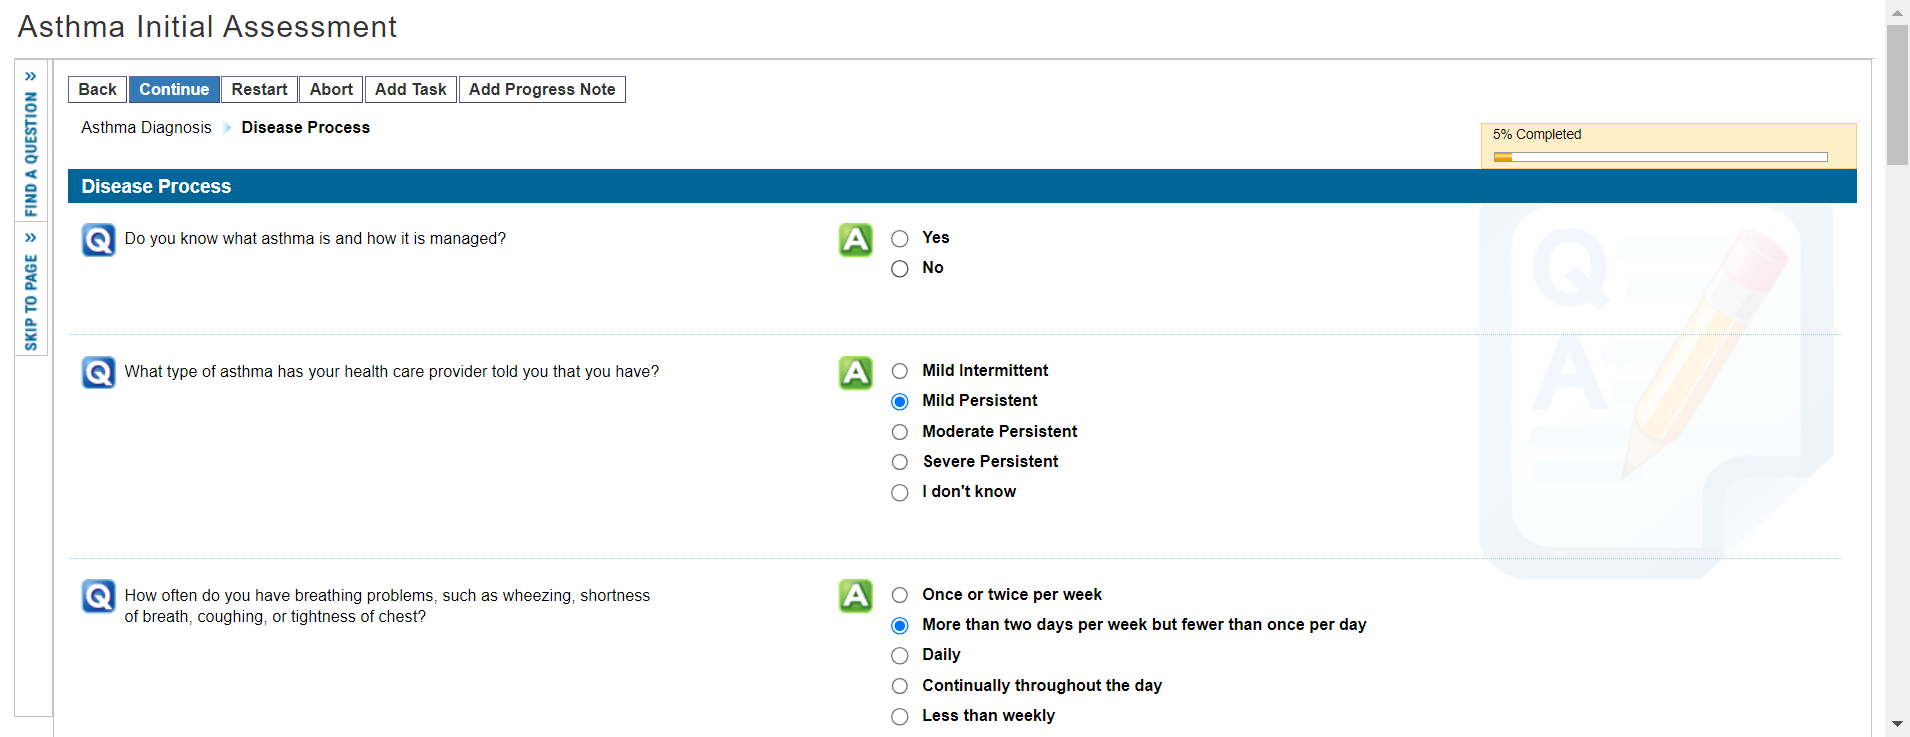 Asthma Initial Assessment
» FIND A QUESTION
» SKIP TO PAGE
Back Continue Restart Abort Add Task Add Progress Note
Asthma Diagnosis Disease Process
5% Completed
Disease Process
Q Do you know what asthma is and how it is managed?
A Yes
No
Q What type of asthma has your health care provider told you that you have?
A Mild Intermittent
Mild Persistent
Moderate Persistent
Severe Persistent
I don't know
Q How often do you have breathing problems, such as wheezing, shortness
of breath, coughing, or tightness of chest?
A Once or twice per week
More than two days per week but fewer than once per day
Daily
Continually throughout the day
Less than weekly
Q
A